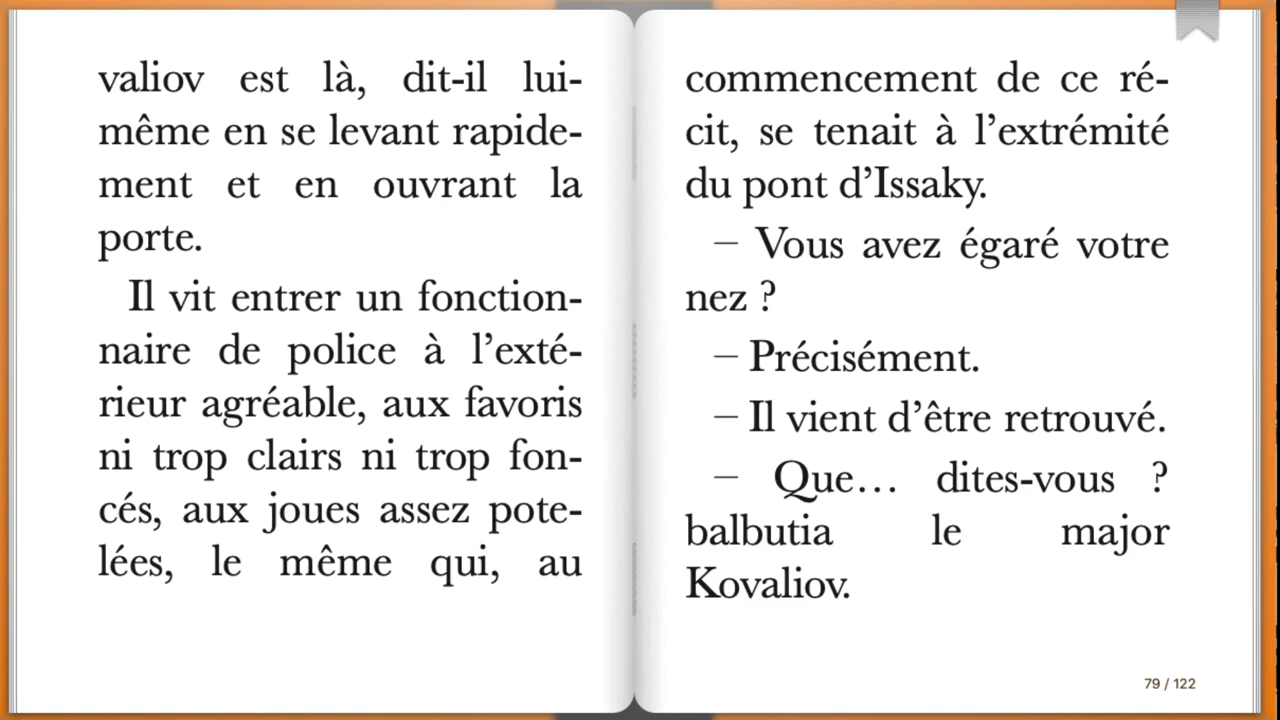 valiov est là, dit-il lui-
même en se levant rapide-
ment et en ouvrant la
porte.
Il vit entrer un fonction-
naire de police à l’exté-
rieur agréable, aux favoris
ni trop clairs ni trop fon-
cés, aux joues assez pote-
lées, le même qui, au
commencement de ce ré-
cit, se tenait à l’extrémité
du pont d’Issaky.
– Vous avez égaré votre
nez ?
– Précisément.
– Il vient d’être retrouvé.
– Que… dites-vous ?
balbutia le major
Kovaliov.
79 / 122